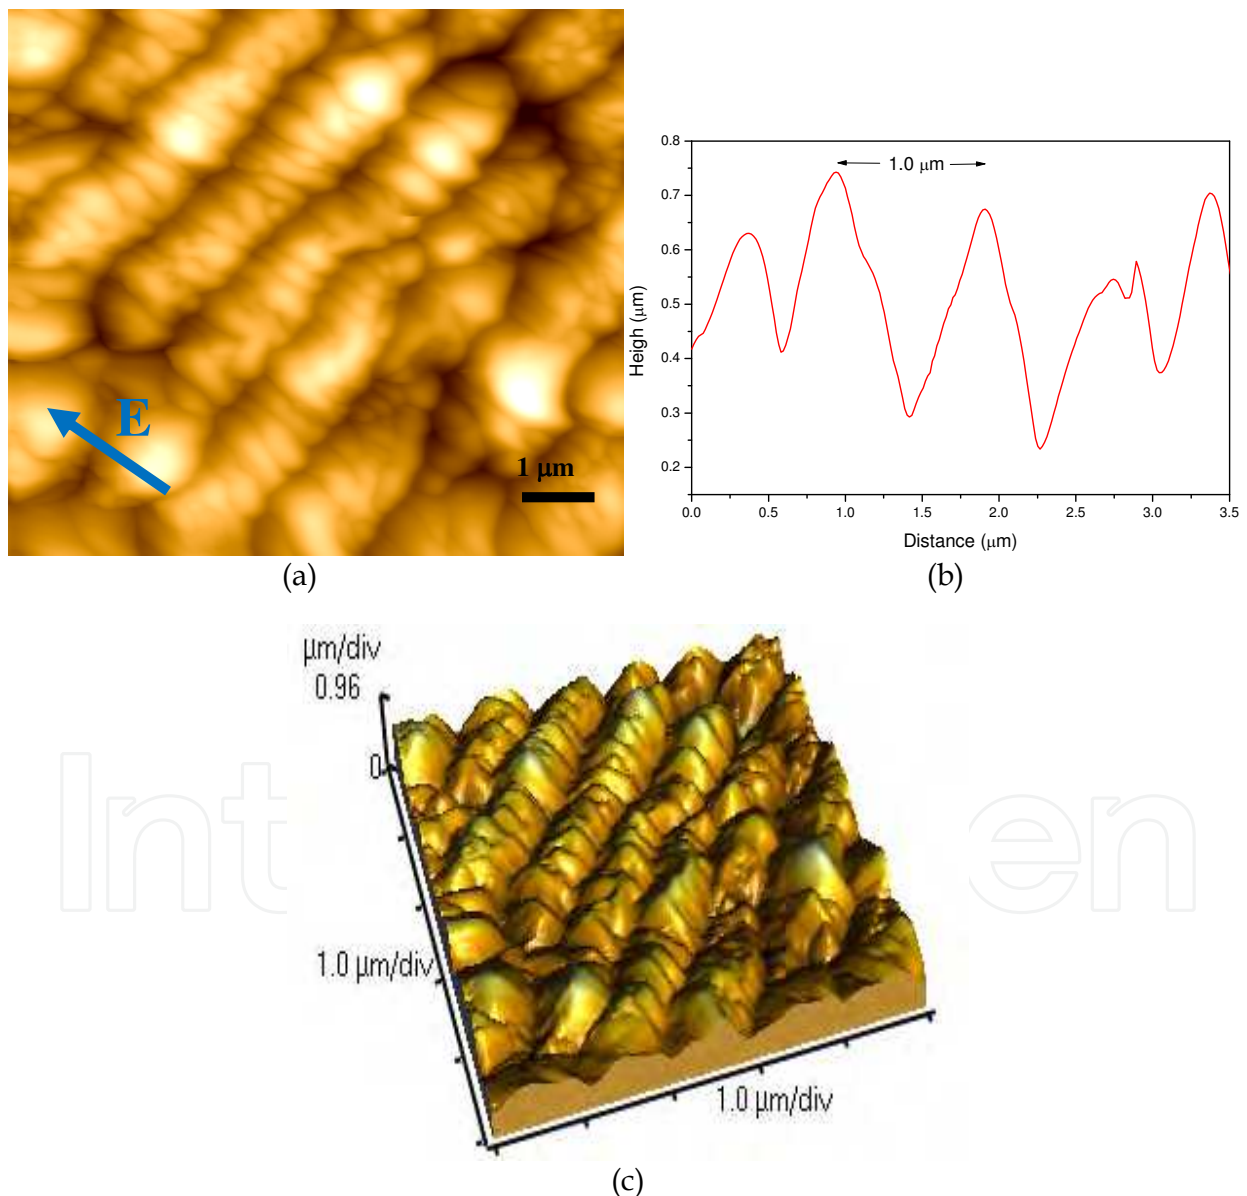 E
1 μm
(a)
0.8
0.7
0.6
0.5
0.4
0.3
0.2
Heigh (μm)
1.0 μm
0.0 0.5 1.0 1.5 2.0 2.5 3.0 3.5
Distance (μm)
(b)
μm/div
0.96
0
1.0 μm/div
1.0 μm/div
(c)